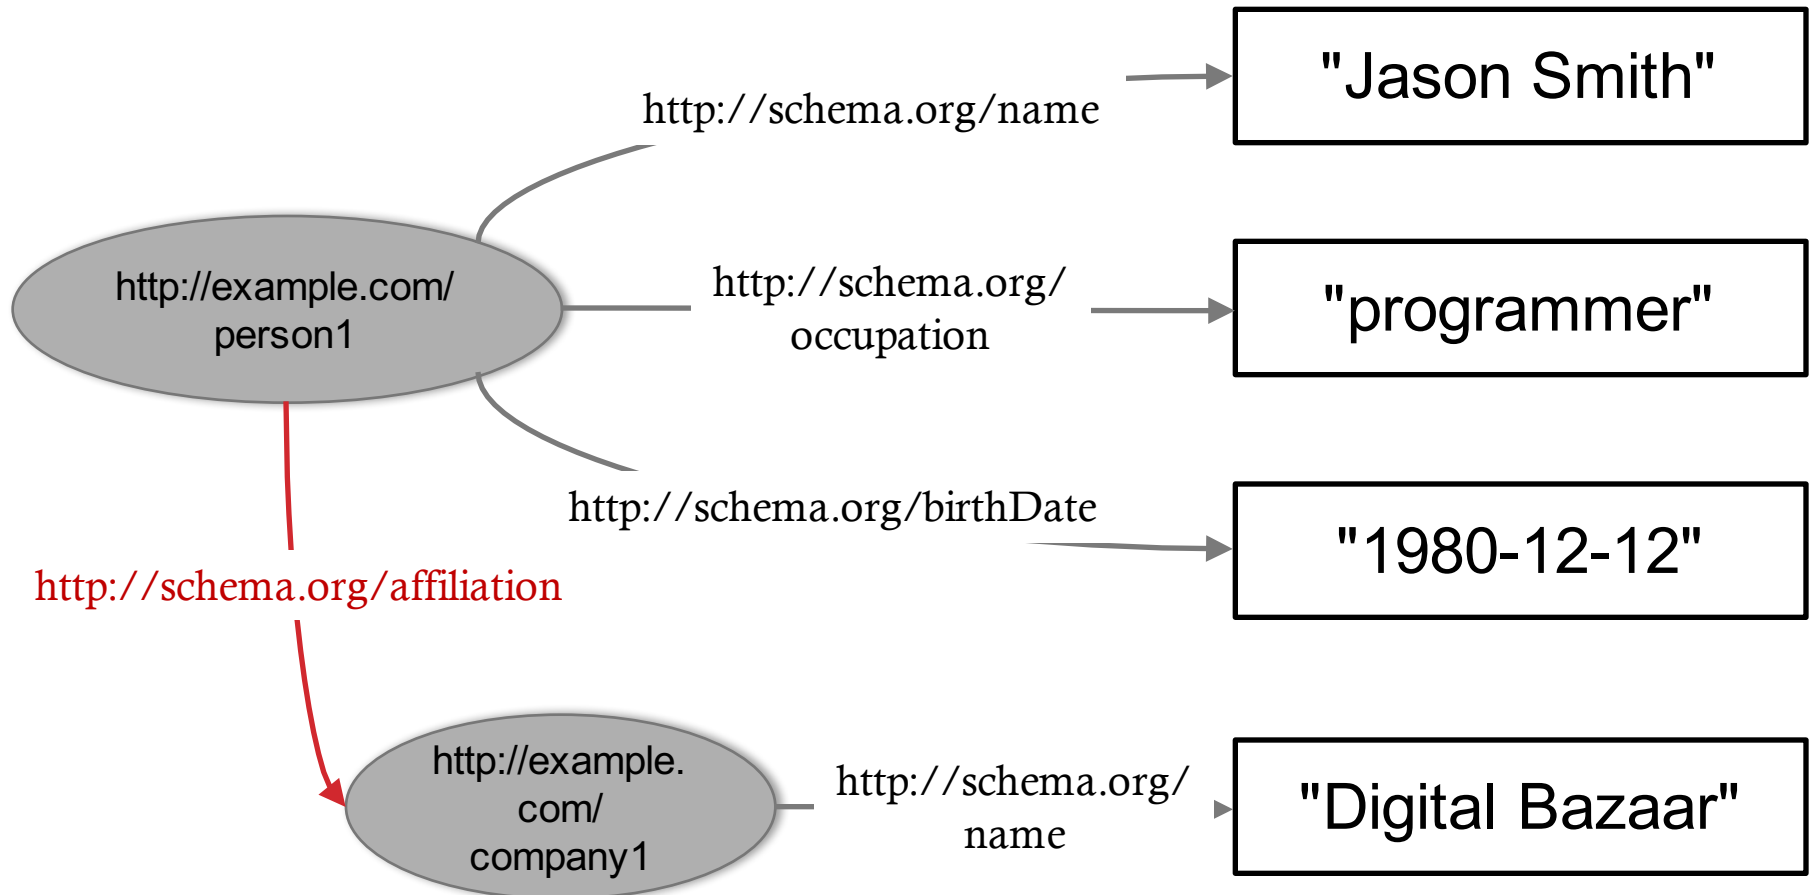 "Jason Smith"
http://schema.org/name
http://example.com/
person1
http://schema.org/
occupation
"programmer"
http://schema.org/birthDate
"1980-12-12"
http://schema.org/affiliation
http://example.
com/
company1
http://schema.org/
name
"Digital Bazaar"